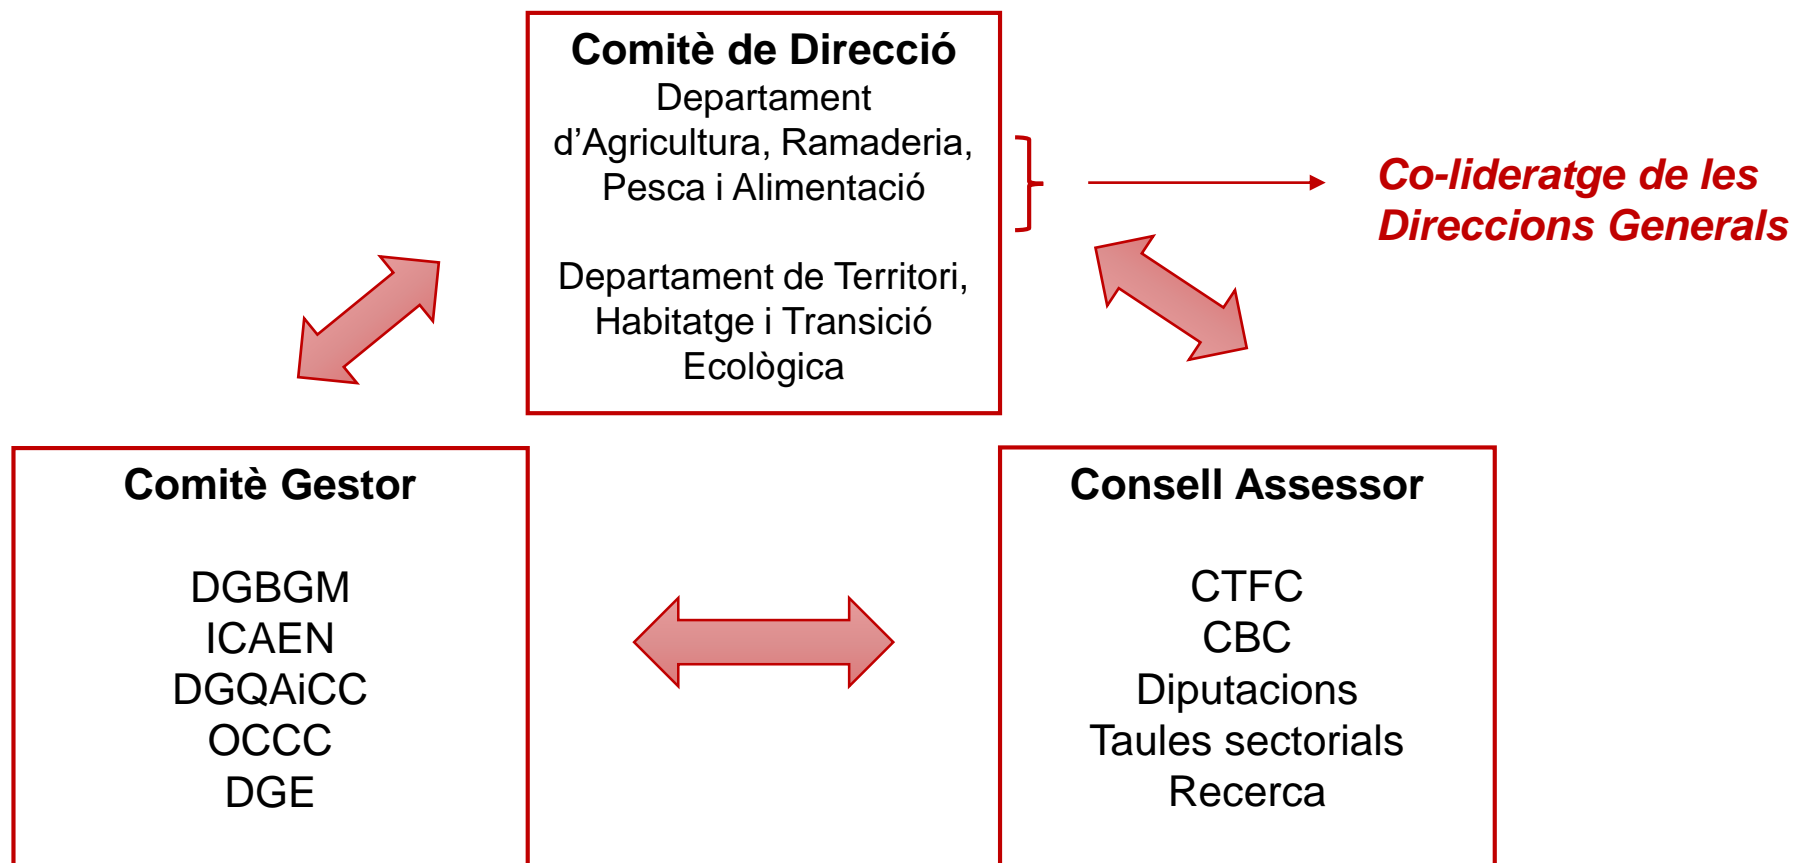 Comitè de Direcció
Departament
d’Agricultura, Ramaderia,
Pesca i Alimentació
Departament de Territori,
Habitatge i Transició
Ecològica
Co-lideratge de les
Direccions Generals
Comitè Gestor
DGBGM
ICAEN
DGQAiCC
OCCC
DGE
Consell Assessor
CTFC
CBC
Diputacions
Taules sectorials
Recerca